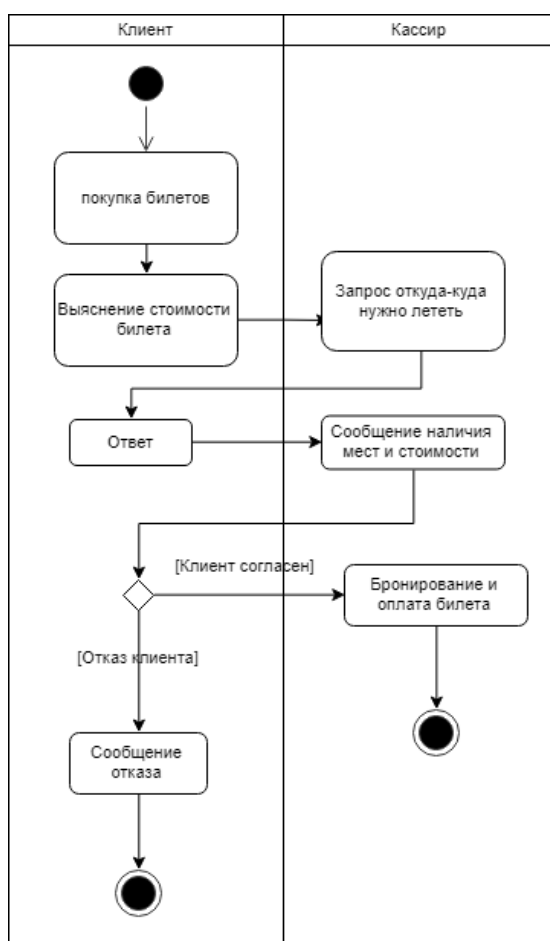 Клиент
Кассир
покупка билетов
Выяснение стоимости
билета
Запрос откуда-куда
нужно лететь
Ответ
Сообщение наличия
мест и стоимости
[Клиент согласен]
Бронирование и
оплата билета
[Отказ клиента]
Сообщение
отказа